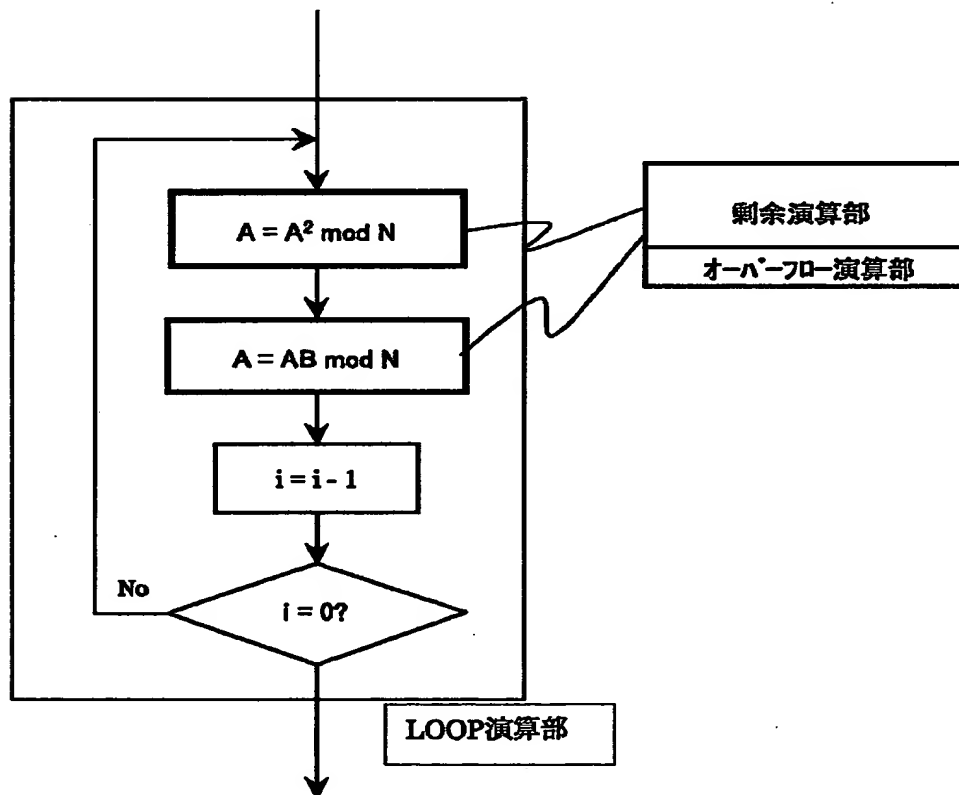 A = A² mod N
剰余演算部
オーバーフロー演算部
A = AB mod N
i = i - 1
No
i = 0?
LOOP演算部